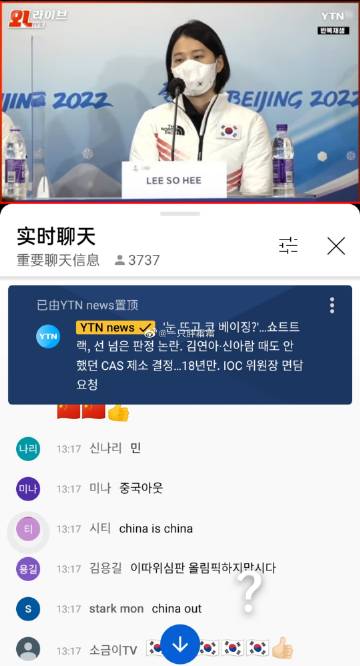 오!
라이브
YTN
반복재생
JING 2022
BEIJING 2022
LEE SO HEE
实时聊天
重要聊天信息 3737
已由YTN news置顶
YTN
YTN news '눈 뜨고 코 베이징?'...쇼트트
랙, 선 넘은 판정 논란. 김연아·신아람 때도 안
했던 CAS 제소 결정...18년만. IOC 위원장 면담
요청
나리 13:17 신나리 민
미나 13:17 미나 중국아웃
티 13:17 시티 china is china
용길 13:17 김용길 이따위심판 올림픽하지맙시다
?
S 13:17 stark mon china out
13:17 소금이TV